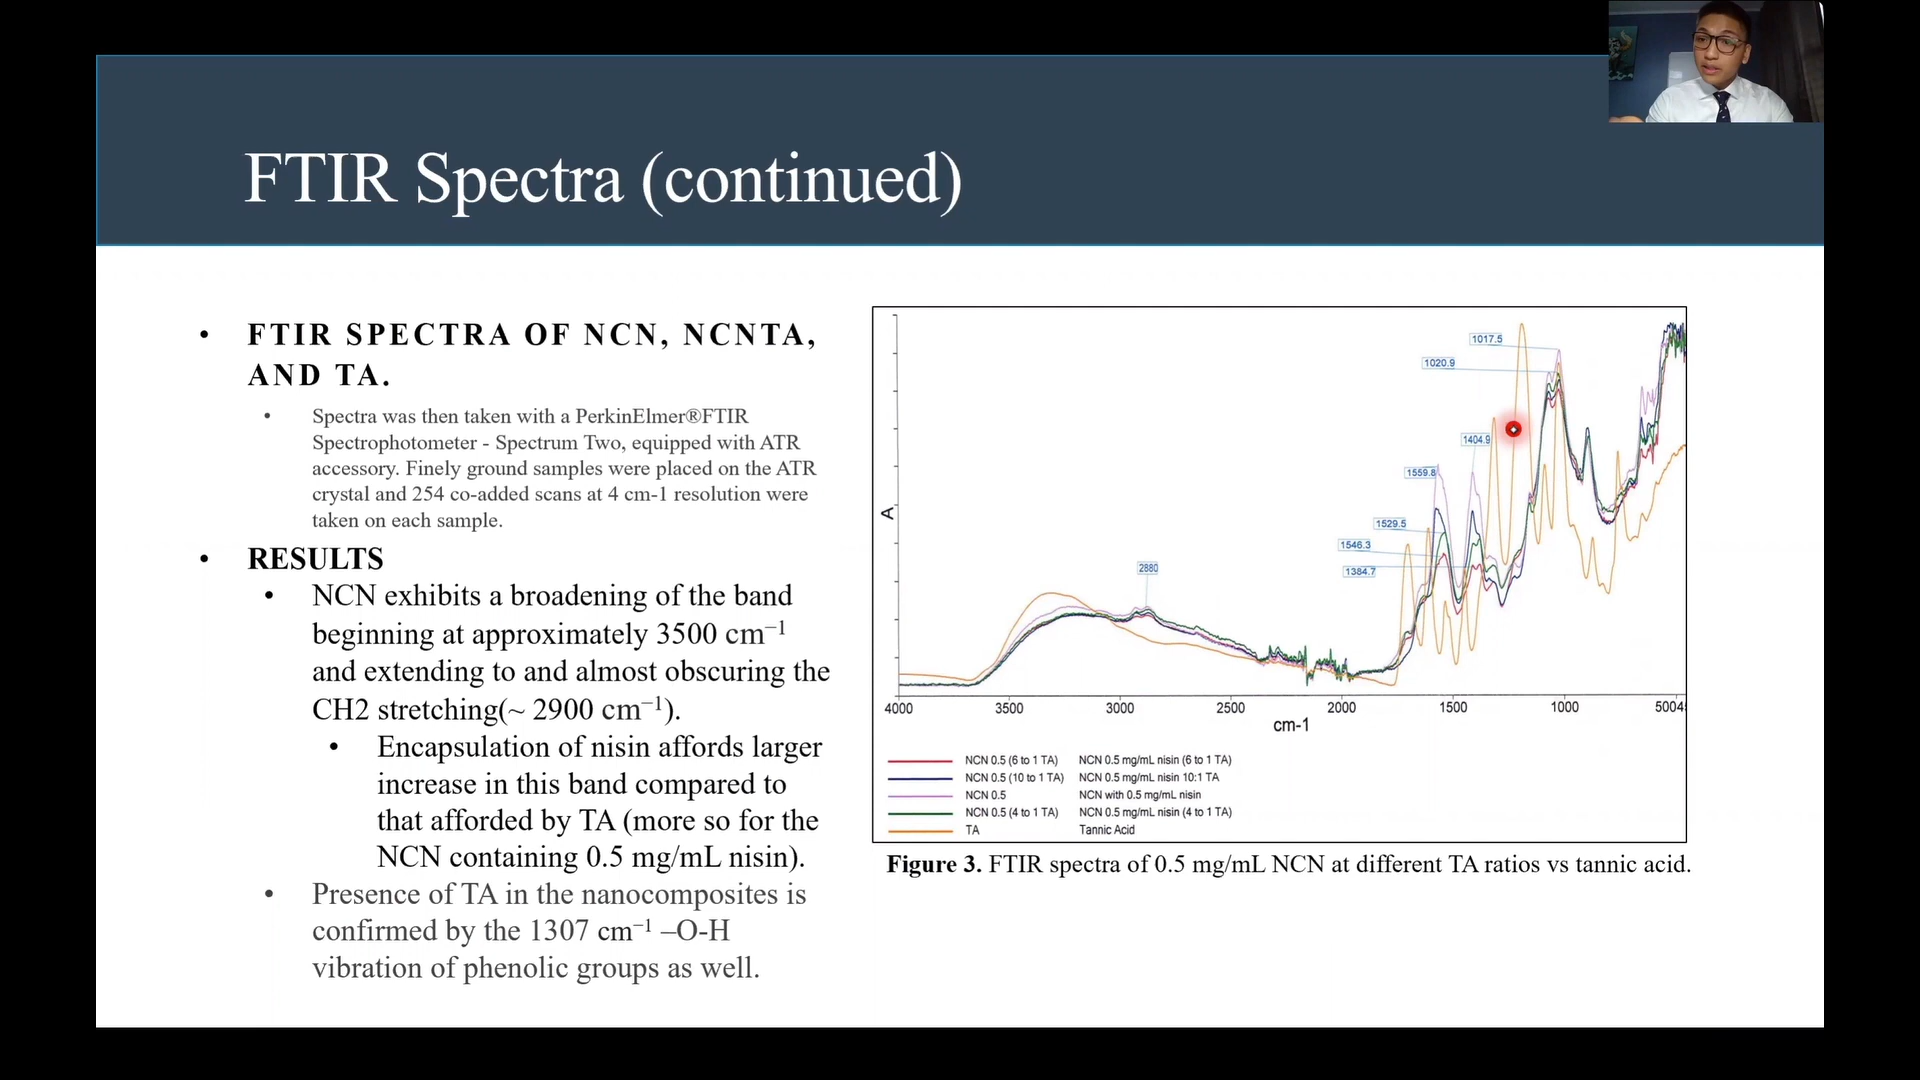 FTIR Spectra (continued)
• FTIR SPECTRA OF NCN, NCNTA,
AND TA.
• Spectra was then taken with a PerkinElmer®FTIR
Spectrophotometer - Spectrum Two, equipped with ATR
accessory. Finely ground samples were placed on the ATR
crystal and 254 co-added scans at 4 cm-1 resolution were
taken on each sample.
• RESULTS
• NCN exhibits a broadening of the band
beginning at approximately 3500 cm⁻¹
and extending to and almost obscuring the
CH2 stretching(~ 2900 cm⁻¹).
• Encapsulation of nisin affords larger
increase in this band compared to
that afforded by TA (more so for the
NCN containing 0.5 mg/mL nisin).
• Presence of TA in the nanocomposites is
confirmed by the 1307 cm⁻¹ –O-H
vibration of phenolic groups as well.
1017.5
1020.9
1404.9
1559.8
1529.5
1546.3
1384.7
2880
A
4000 3500 3000 2500 2000 1500 1000 5004
cm-1
NCN 0.5 (6 to 1 TA) NCN 0.5 mg/mL nisin (6 to 1 TA)
NCN 0.5 (10 to 1 TA) NCN 0.5 mg/mL nisin 10:1 TA
NCN 0.5 NCN with 0.5 mg/mL nisin
NCN 0.5 (4 to 1 TA) NCN 0.5 mg/mL nisin (4 to 1 TA)
TA Tannic Acid
Figure 3. FTIR spectra of 0.5 mg/mL NCN at different TA ratios vs tannic acid.